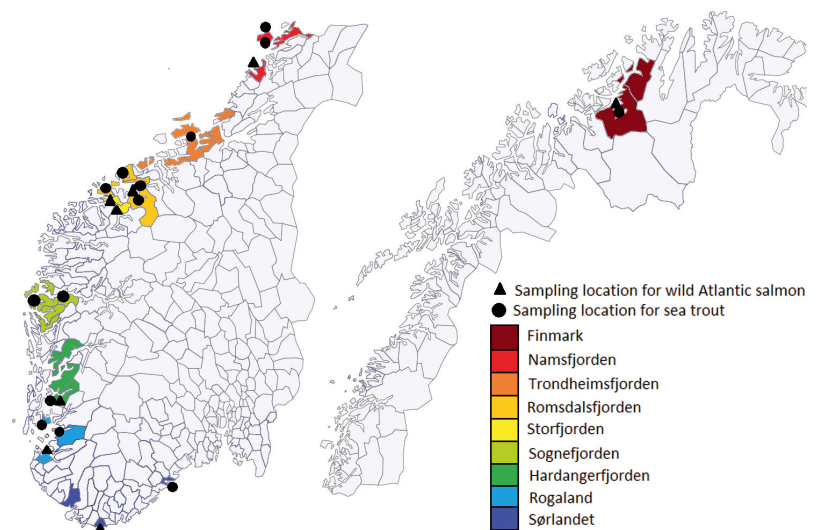 Sampling location for wild Atlantic salmon
Sampling location for sea trout
Finmark
Namsfjorden
Trondheimsfjorden
Romsdalsfjorden
Storfjorden
Sognefjorden
Hardangerfjorden
Rogaland
Sørlandet